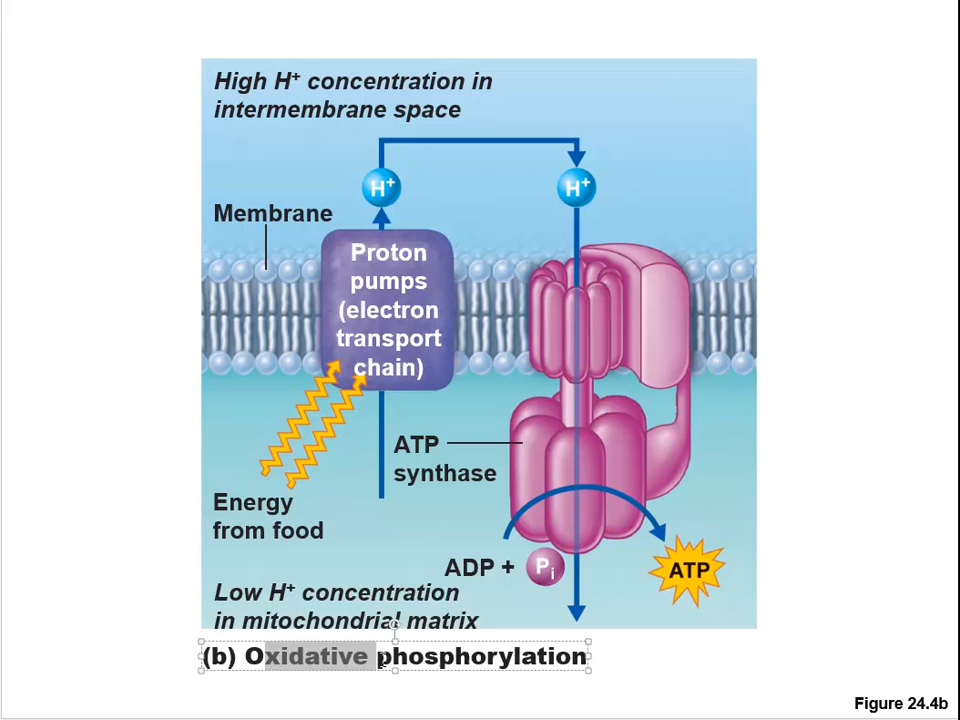 High H⁺ concentration in
intermembrane space
H⁺
H⁺
Membrane
Proton
pumps
(electron
transport
chain)
ATP
synthase
Energy
from food
ADP + Pi
ATP
Low H⁺ concentration
in mitochondrial matrix
(b) Oxidative phosphorylation
Figure 24.4b